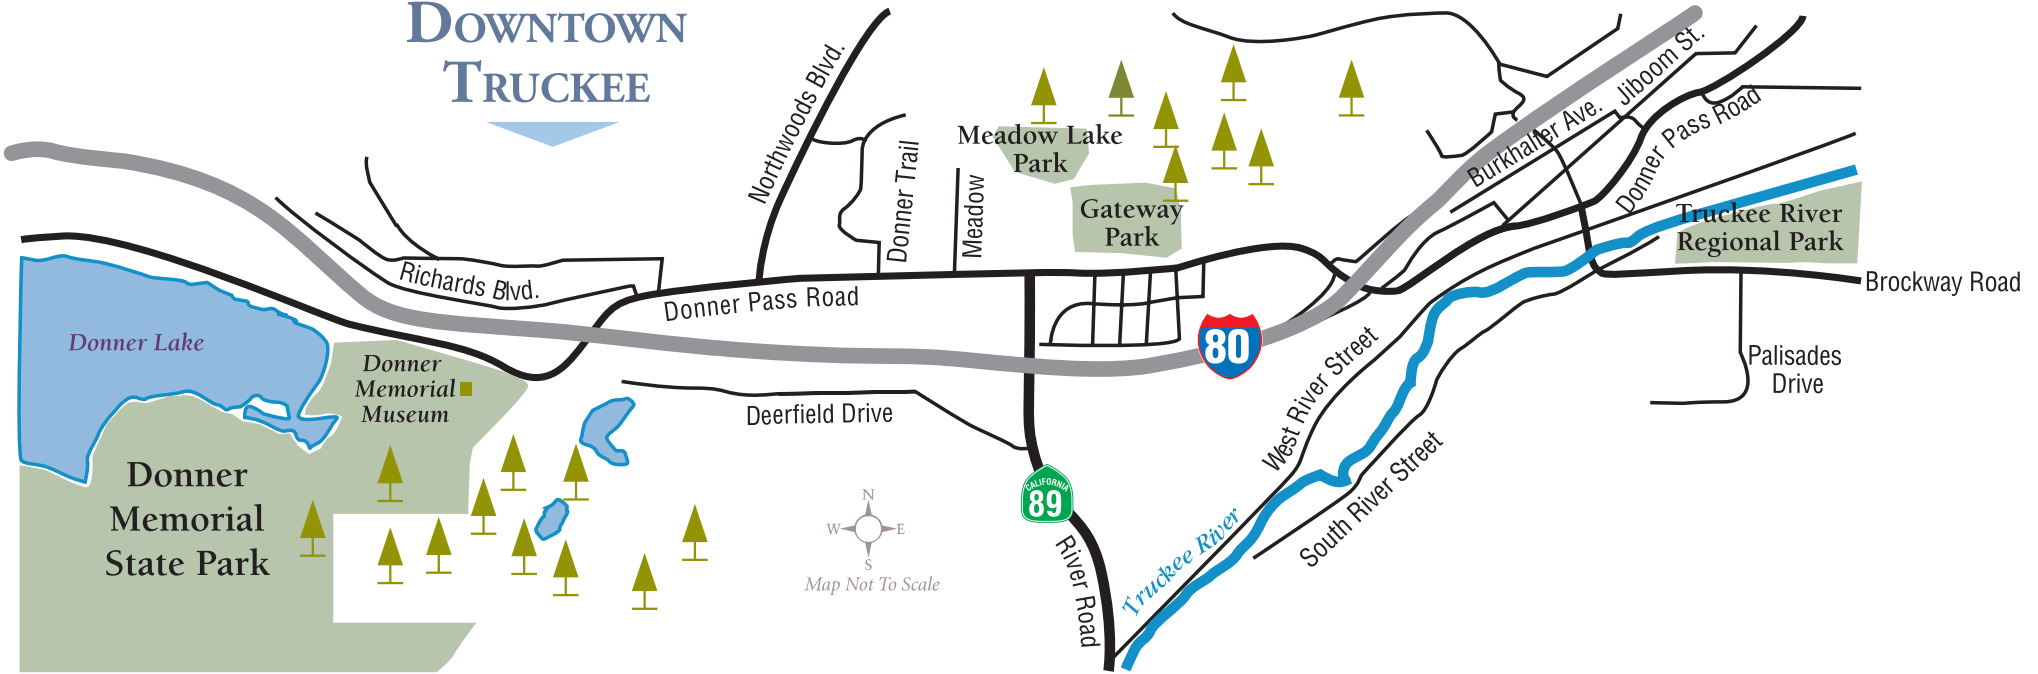 DOWNTOWN
TRUCKEE
Northwoods Blvd.
Donner Trail
Meadow
Meadow Lake
Park
Gateway
Park
Burkhalter Ave.
Jiboom St.
Donner Pass Road
Truckee River
Regional Park
Brockway Road
Palisades
Drive
Richards Blvd.
Donner Pass Road
Donner Lake
Donner
Memorial
Museum
Deerfield Drive
80
West River Street
South River Street
Truckee River
CALIFORNIA
89
River Road
Donner
Memorial
State Park
N
W E
S
Map Not To Scale